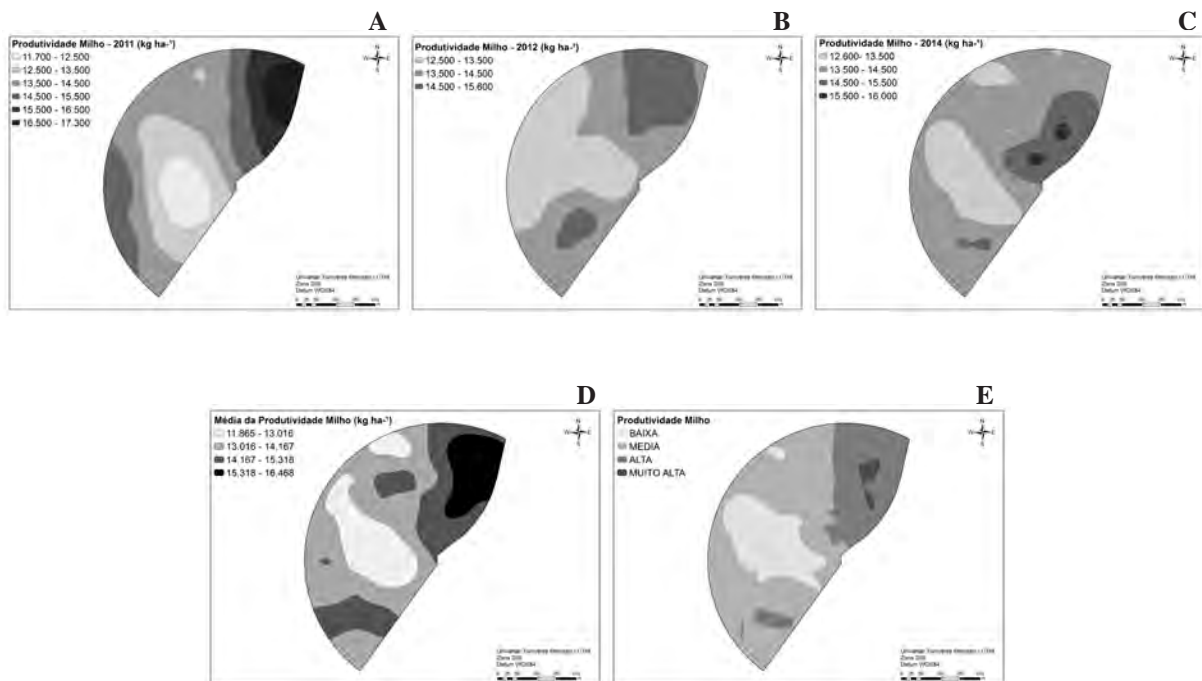 A
Produtividade Milho - 2011 (kg ha-¹)
11.700 - 12.500
12.500 - 13.500
13.500 - 14.500
14.500 - 15.500
15.500 - 16.500
16.500 - 17.300
N
W E
S
B
Produtividade Milho - 2012 (kg ha-¹)
12.500 - 13.500
13.500 - 14.500
14.500 - 15.600
N
W E
S
C
Produtividade Milho - 2014 (kg ha-¹)
12.600- 13.500
13.500 - 14.500
14.500 - 15.500
15.500 - 16.000
N
W E
S
D
Média da Produtividade Milho (kg ha-¹)
11.865 - 13.016
13.016 - 14.167
14.167 - 15.318
15.318 - 16.468
N
W E
S
E
Produtividade Milho
BAIXA
MEDIA
ALTA
MUITO ALTA
N
W E
S